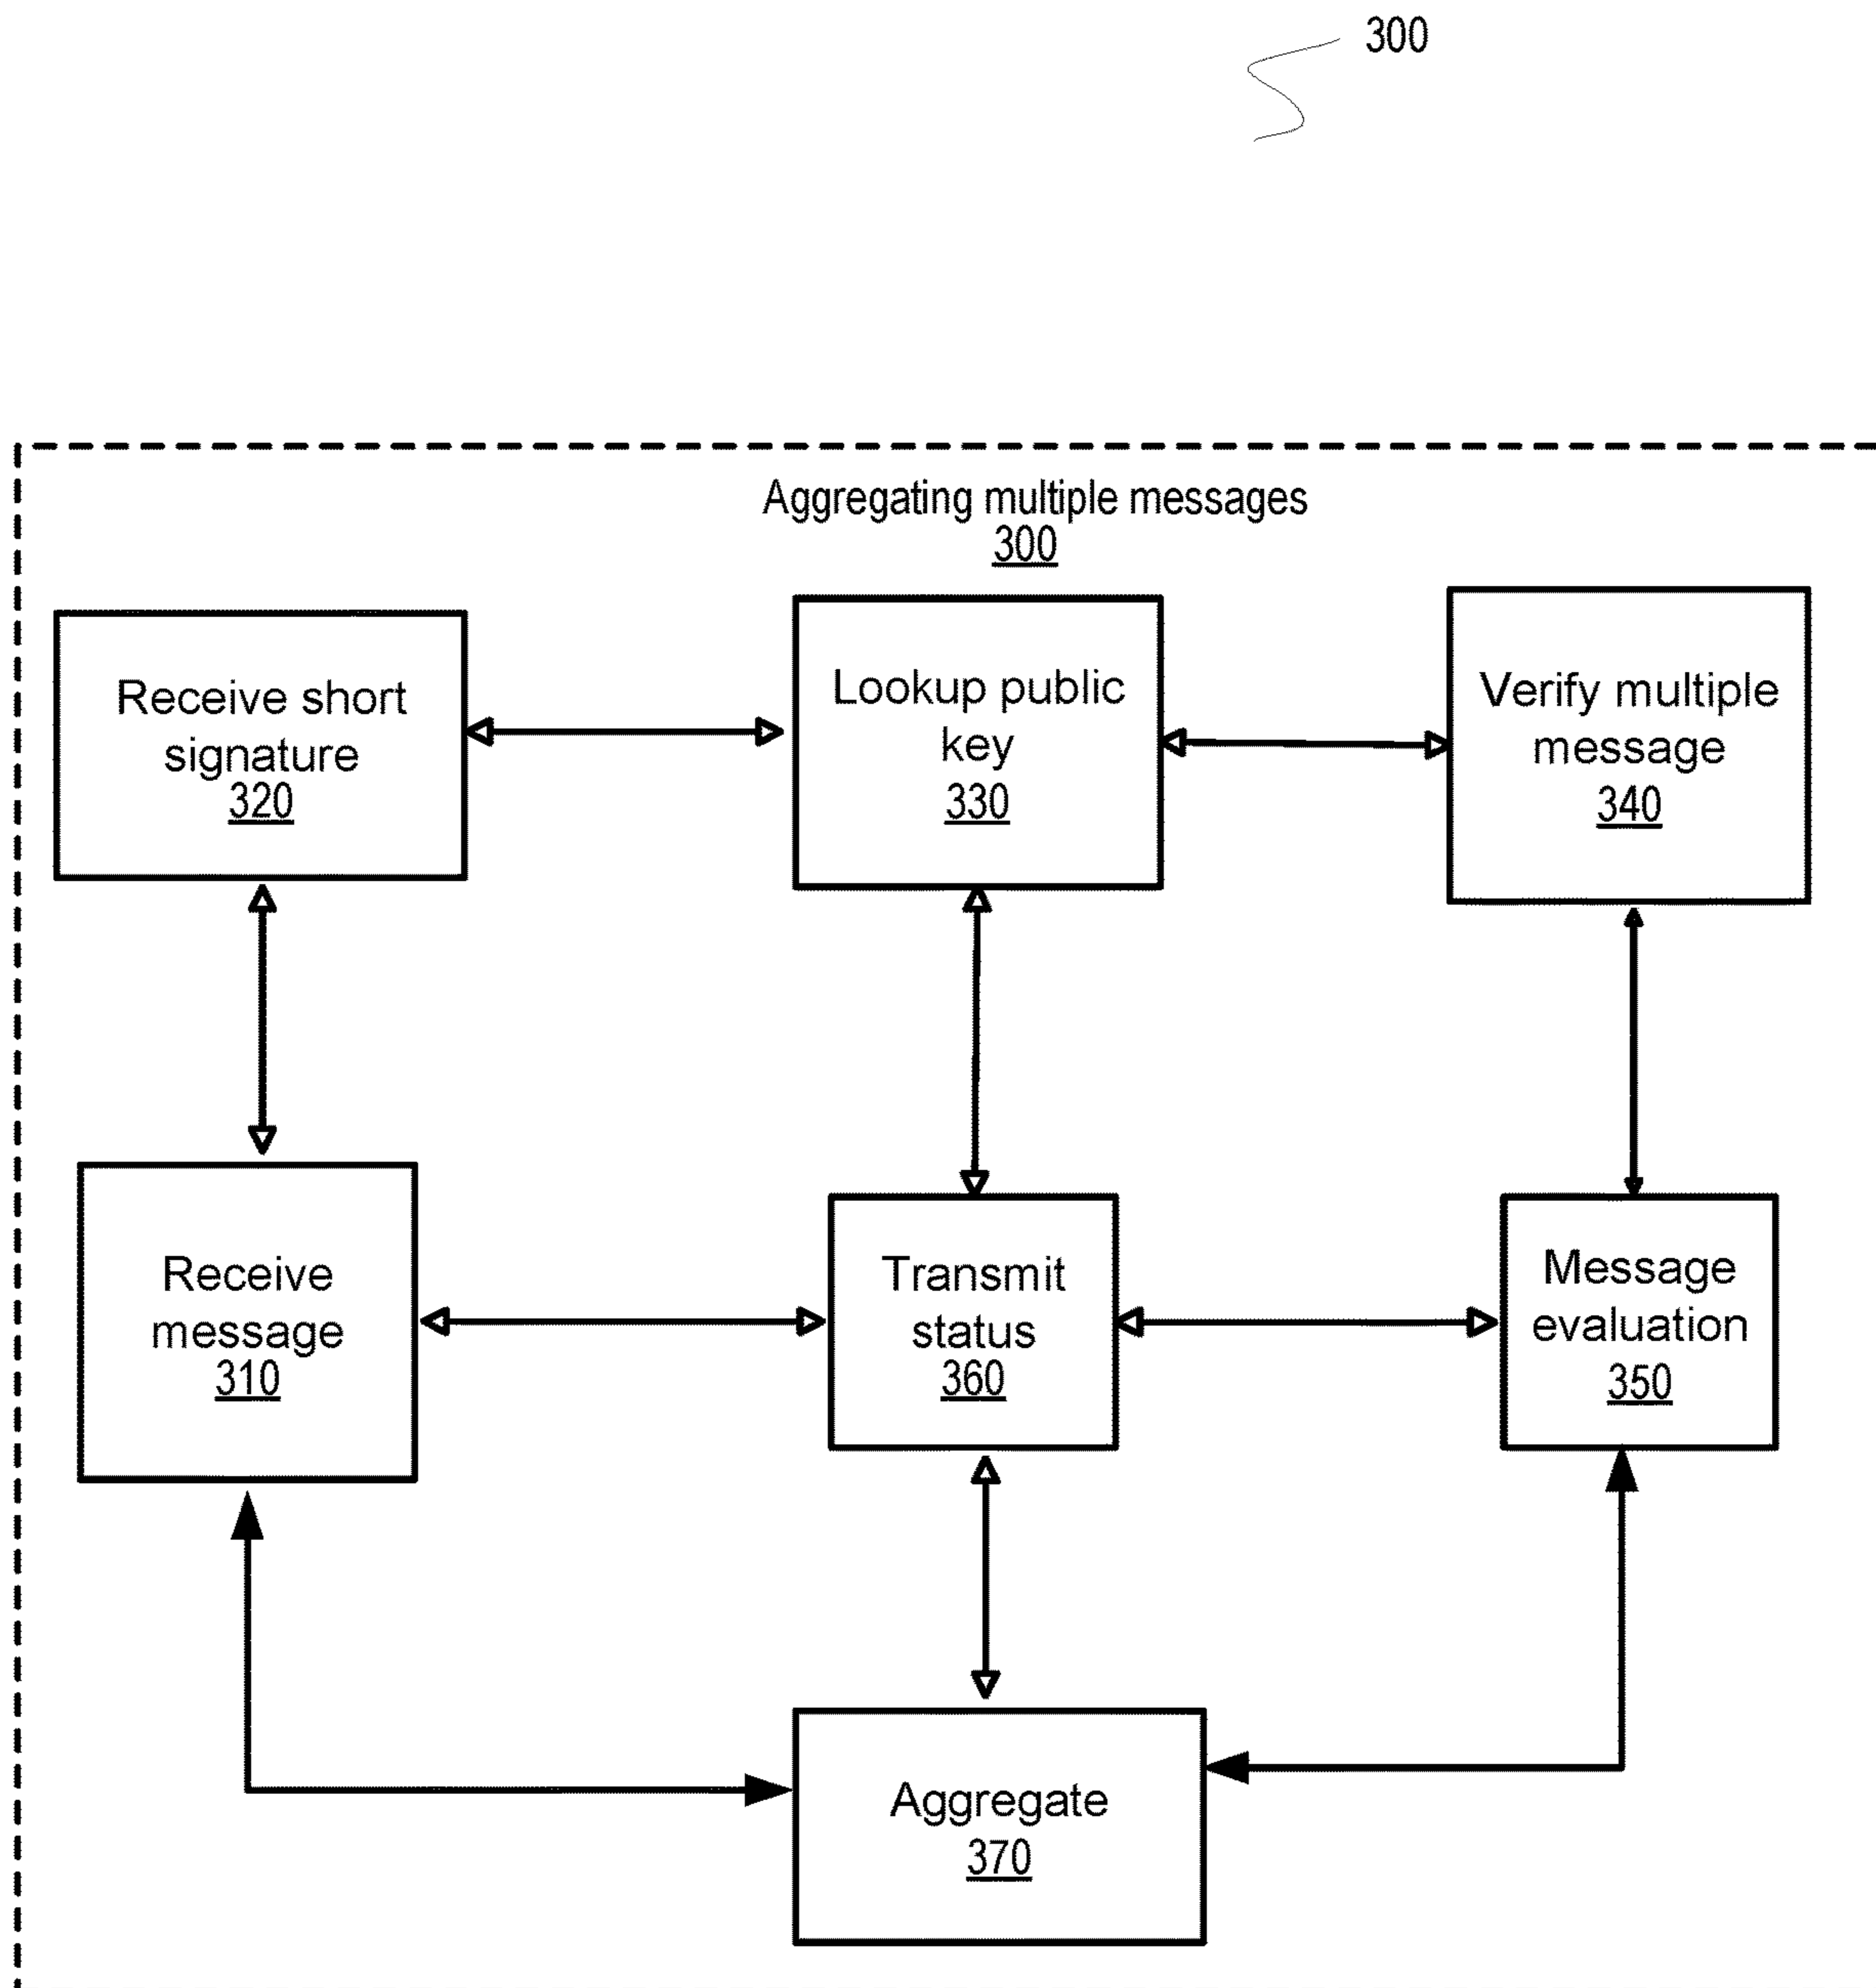 300
Aggregating multiple messages
300
Receive short
signature
320
Lookup public
key
330
Verify multiple
message
340
Receive
message
310
Transmit
status
360
Message
evaluation
350
Aggregate
370